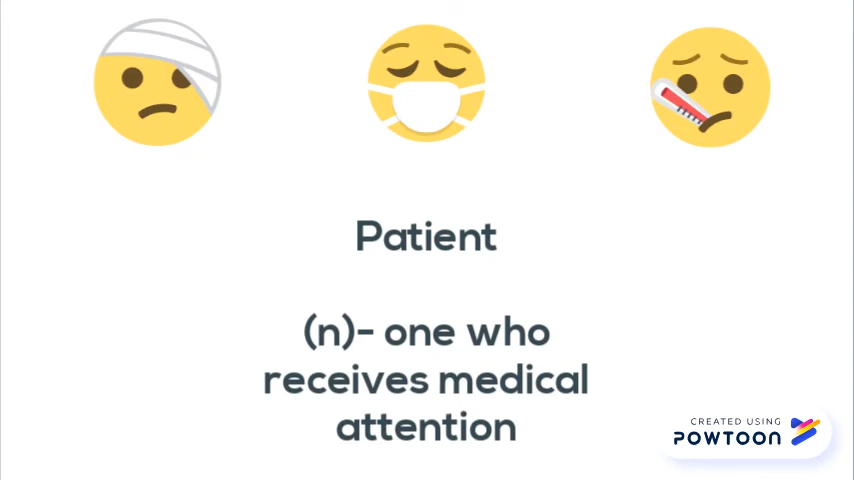 Patient
(n)- one who
receives medical
attention
CREATED USING
POWTOON